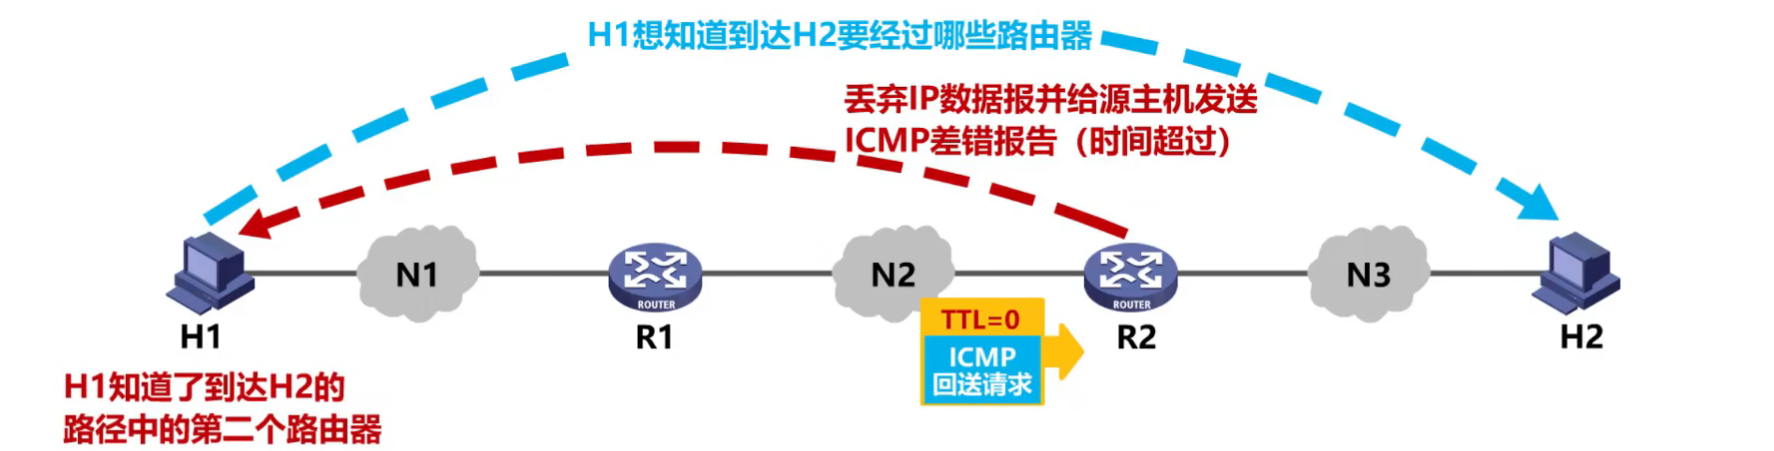 H1想知道到达H2要经过哪些路由器
丢弃IP数据报并给源主机发送
ICMP差错报告（时间超过）
N1
N2
N3
ROUTER
ROUTER
H1
R1
TTL=0
ICMP
回送请求
R2
H2
H1知道了到达H2的
路径中的第二个路由器